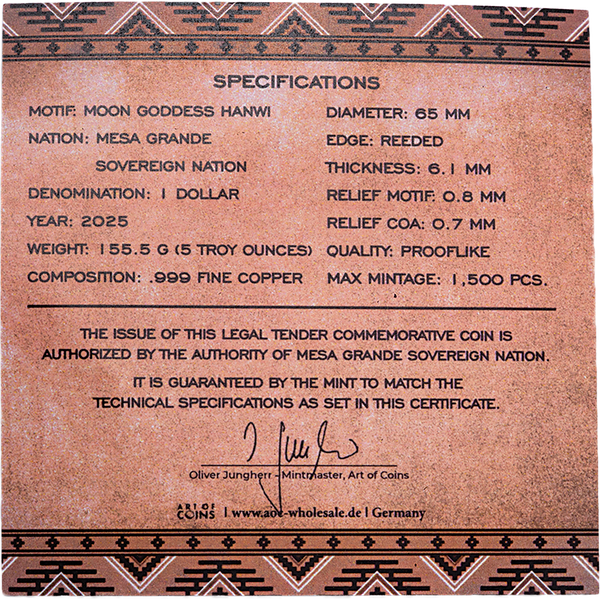 SPECIFICATIONS
MOTIF: MOON GODDESS HANWI
NATION: MESA GRANDE
SOVEREIGN NATION
DENOMINATION: 1 DOLLAR
YEAR: 2025
WEIGHT: 155.5 G (5 TROY OUNCES)
COMPOSITION: .999 FINE COPPER
DIAMETER: 65 MM
EDGE: REEDED
THICKNESS: 6.1 MM
RELIEF MOTIF: 0.8 MM
RELIEF COA: 0.7 MM
QUALITY: PROOFLIKE
MAX MINTAGE: 1,500 PCS.
THE ISSUE OF THIS LEGAL TENDER COMMEMORATIVE COIN IS
AUTHORIZED BY THE AUTHORITY OF MESA GRANDE SOVEREIGN NATION.
IT IS GUARANTEED BY THE MINT TO MATCH THE
TECHNICAL SPECIFICATIONS AS SET IN THIS CERTIFICATE.
Oliver Jungherr - Mintmaster, Art of Coins
ART OF
COINS | www.aoc-wholesale.de | Germany